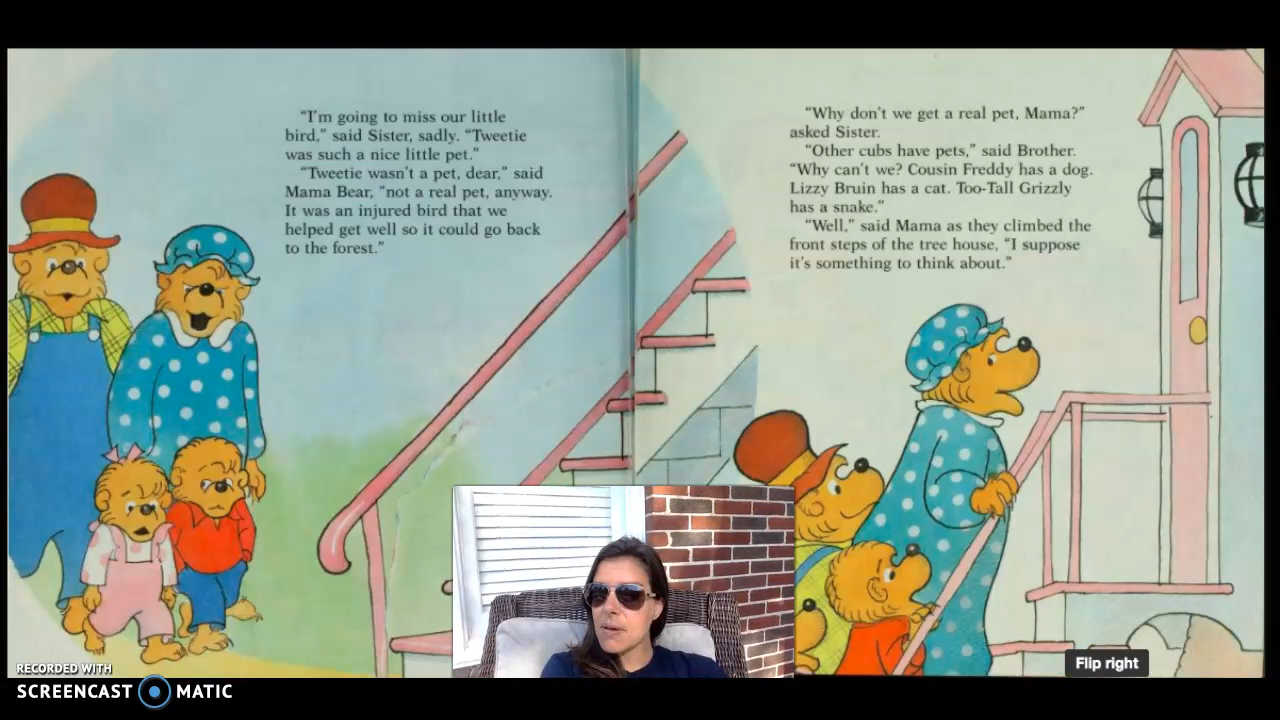 “I’m going to miss our little
bird,” said Sister, sadly. “Tweetie
was such a nice little pet.”
“Tweetie wasn’t a pet, dear,” said
Mama Bear, “not a real pet, anyway.
It was an injured bird that we
helped get well so it could go back
to the forest.”
“Why don’t we get a real pet, Mama?”
asked Sister.
“Other cubs have pets,” said Brother.
“Why can’t we? Cousin Freddy has a dog.
Lizzy Bruin has a cat. Too-Tall Grizzly
has a snake.”
“Well,” said Mama as they climbed the
front steps of the tree house, “I suppose
it’s something to think about.”
Flip right
RECORDED WITH
SCREENCAST MATIC